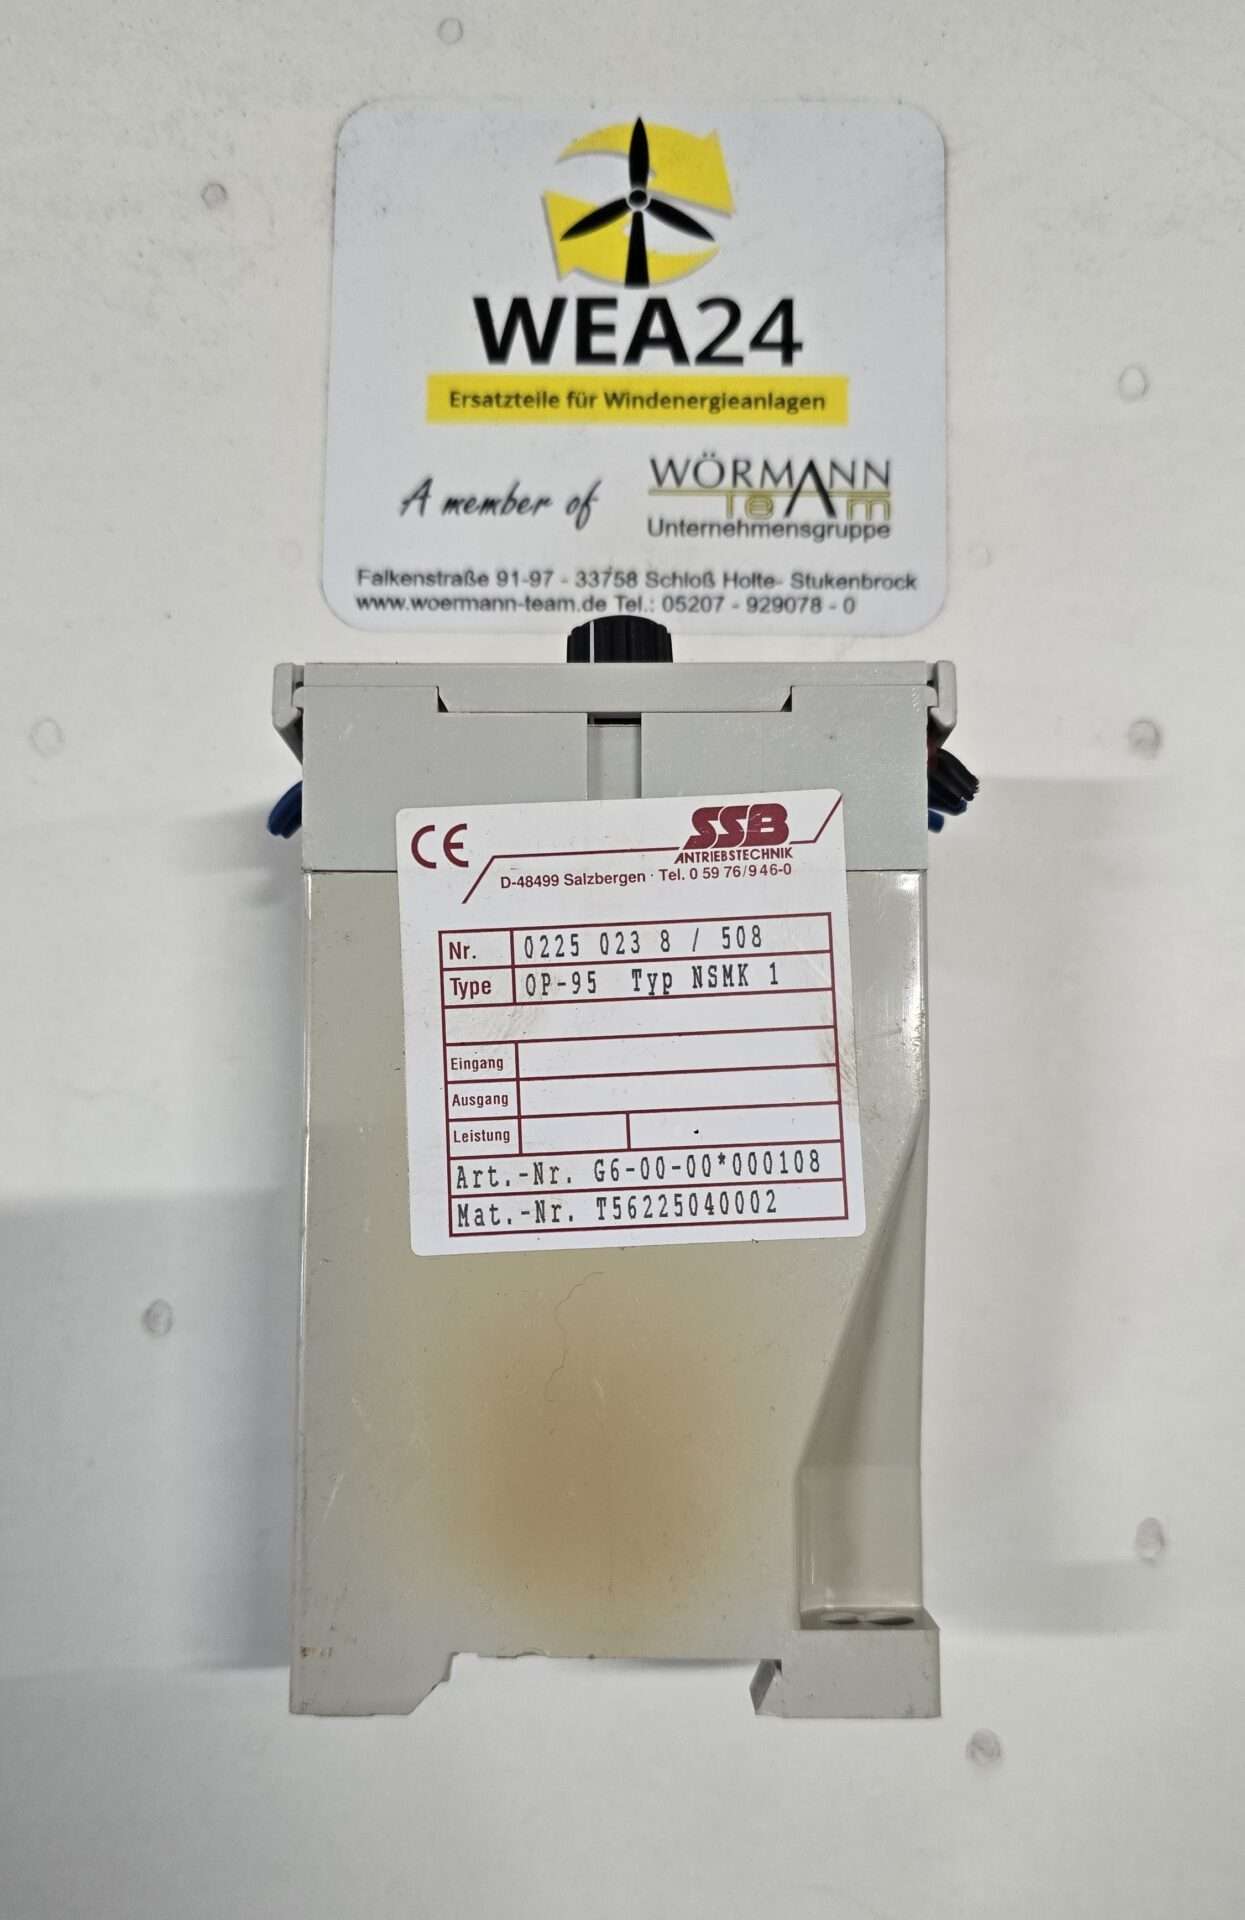 WEA24
Ersatzteile für Windenergieanlagen
A member of
WÖRMANN
TeAm
Unternehmensgruppe
Falkenstraße 91-97 - 33758 Schloß Holte- Stukenbrock
www.woermann-team.de Tel.: 05207 - 929078 - 0
CE
SSB
ANTRIEBSTECHNIK
D-48499 Salzbergen · Tel. 0 59 76/9 46-0
Nr. 0225 023 8 / 508
Type OP-95 Typ NSMK 1
Eingang
Ausgang
Leistung
Art.-Nr. G6-00-00*000108
Mat.-Nr. T56225040002